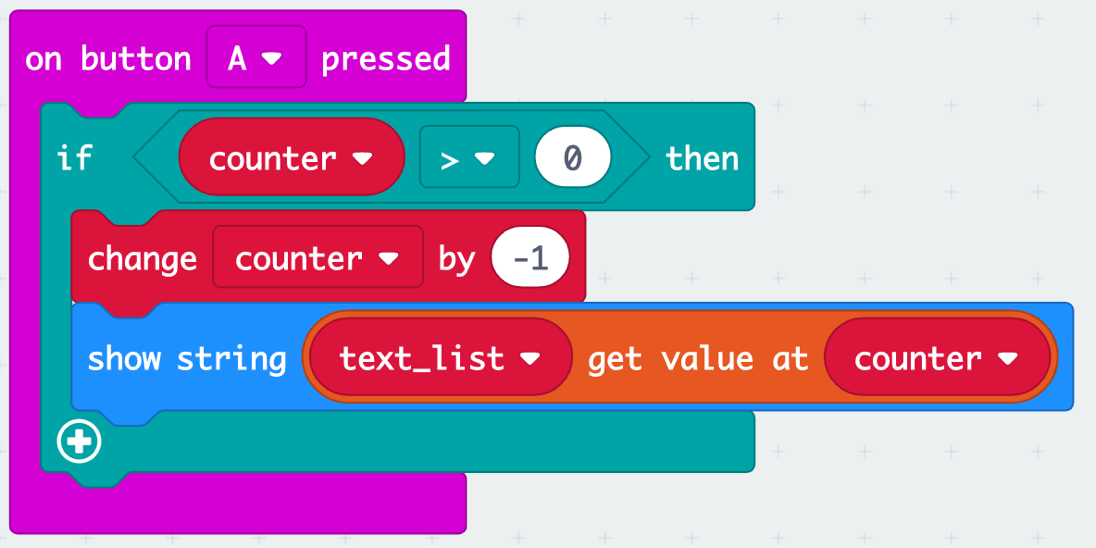 on button A pressed
if counter > 0 then
change counter by -1
show string text_list get value at counter